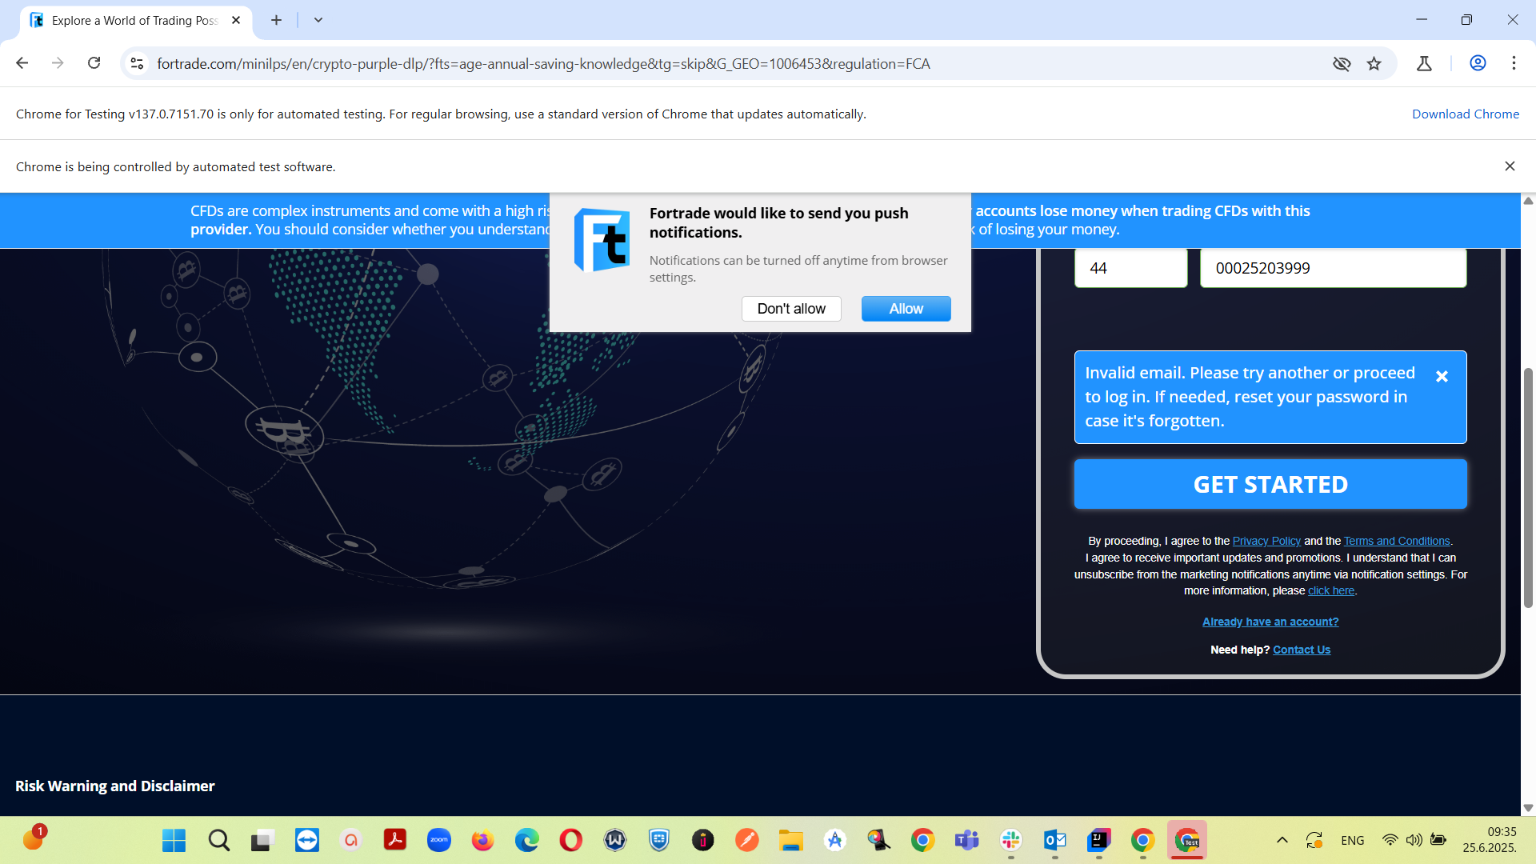 Explore a World of Trading Poss
fortrade.com/minilps/en/crypto-purple-dlp/?fts=age-annual-saving-knowledge&tg=skip&G_GEO=1006453&regulation=FCA
Chrome for Testing v137.0.7151.70 is only for automated testing. For regular browsing, use a standard version of Chrome that updates automatically.
Download Chrome
Chrome is being controlled by automated test software.
CFDs are complex instruments and come with a high ris
accounts lose money when trading CFDs with this
provider. You should consider whether you understand
k of losing your money.
Ft
Fortrade would like to send you push
notifications.
Notifications can be turned off anytime from browser
settings.
Don't allow
Allow
44
00025203999
Invalid email. Please try another or proceed
to log in. If needed, reset your password in
case it's forgotten.
GET STARTED
By proceeding, I agree to the Privacy Policy and the Terms and Conditions.
I agree to receive important updates and promotions. I understand that I can
unsubscribe from the marketing notifications anytime via notification settings. For
more information, please click here.
Already have an account?
Need help? Contact Us
Risk Warning and Disclaimer
1
zoom
Test
ENG
09:35
25.6.2025.